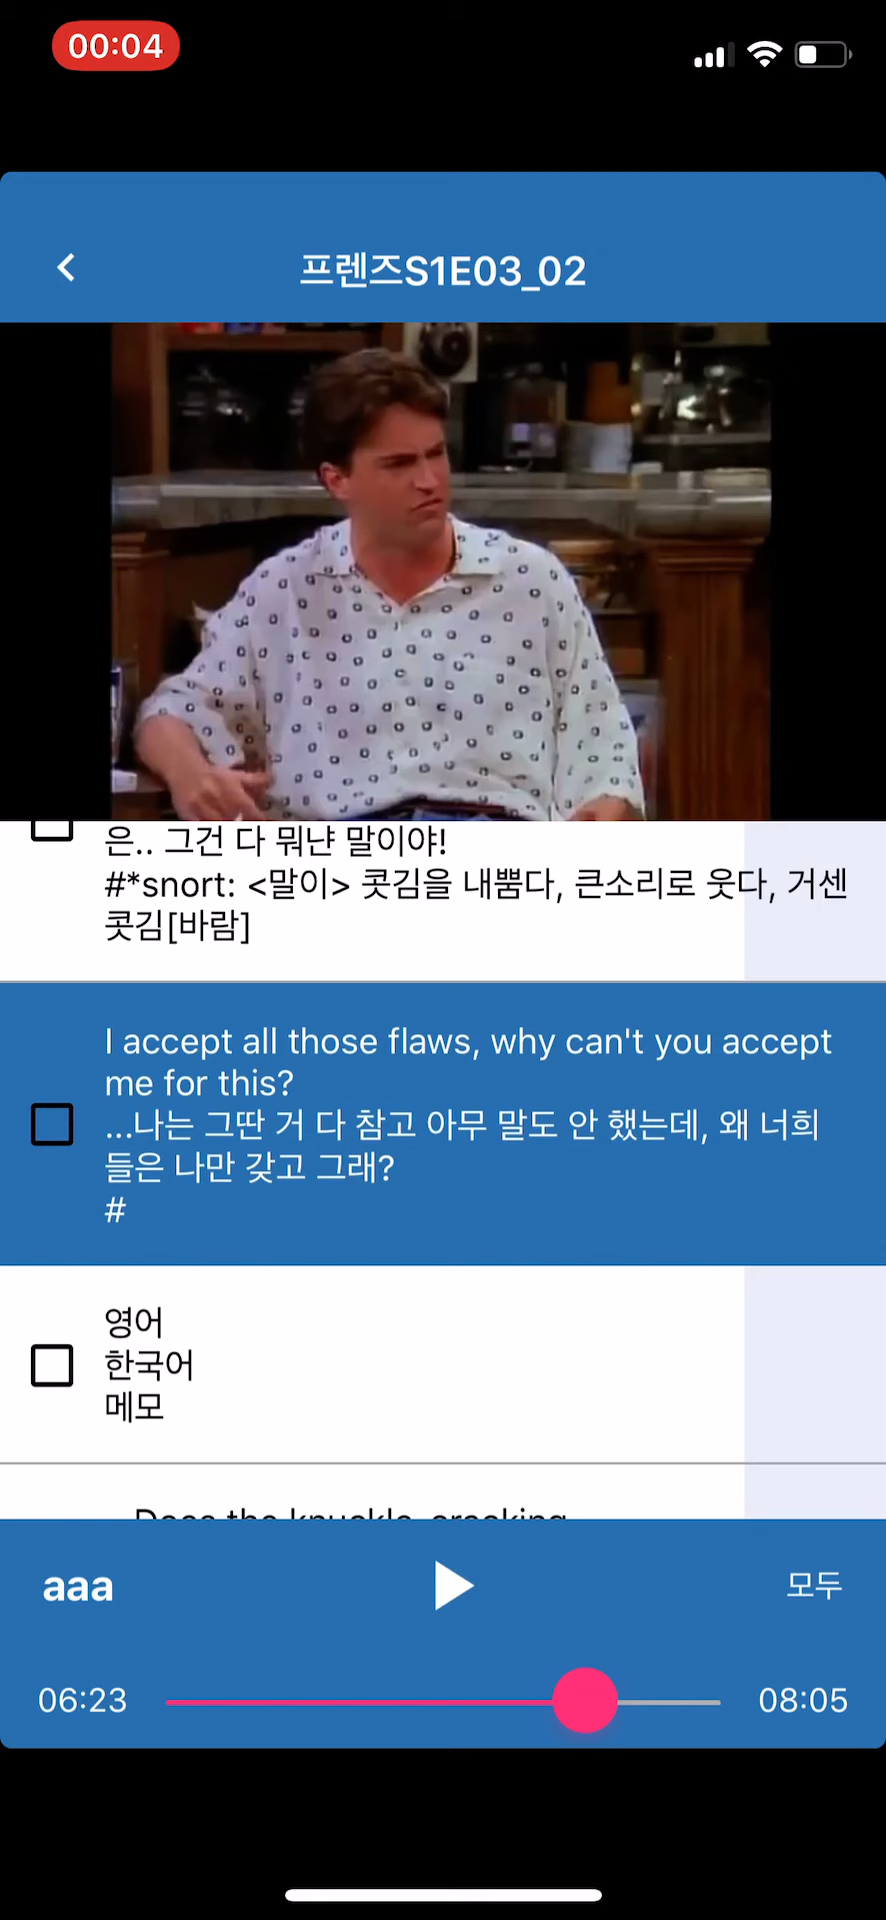 00:04
프렌즈S1E03_02
은.. 그건 다 뭐냔 말이야!
#*snort: <말이> 콧김을 내뿜다, 큰소리로 웃다, 거센
콧김[바람]
I accept all those flaws, why can't you accept
me for this?
...나는 그딴 거 다 참고 아무 말도 안 했는데, 왜 너희
들은 나만 갖고 그래?
#
영어
한국어
메모
Does the knuckle-cracking
aaa
모두
06:23
08:05